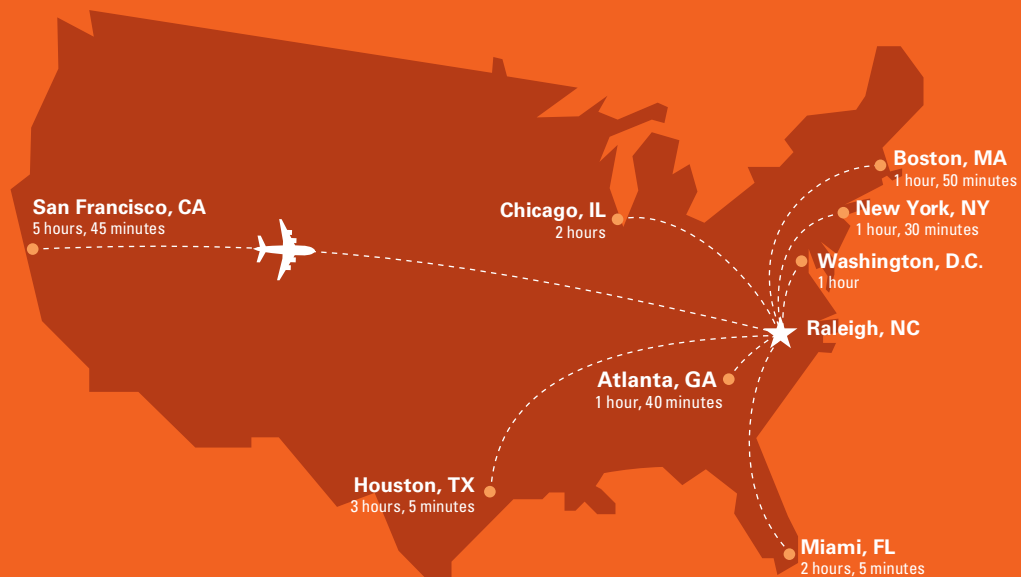 San Francisco, CA
5 hours, 45 minutes
Chicago, IL
2 hours
Boston, MA
1 hour, 50 minutes
New York, NY
1 hour, 30 minutes
Washington, D.C.
1 hour
Raleigh, NC
Atlanta, GA
1 hour, 40 minutes
Houston, TX
3 hours, 5 minutes
Miami, FL
2 hours, 5 minutes